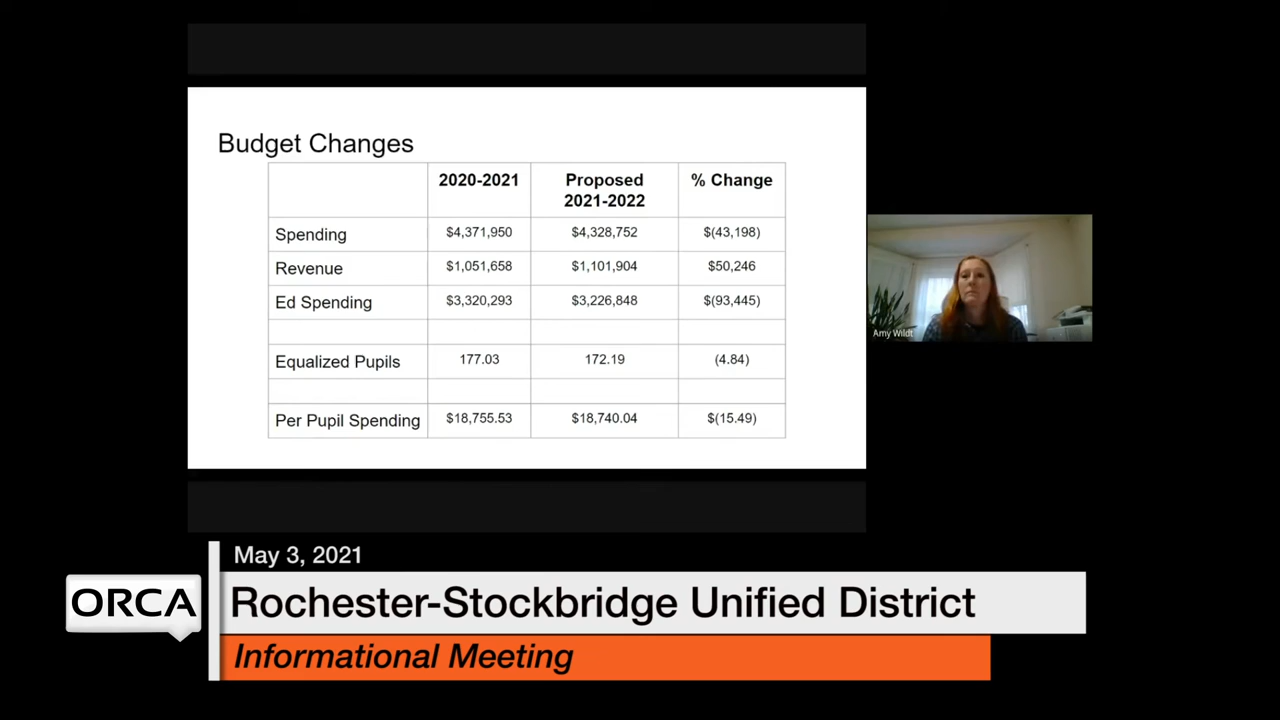 Budget Changes
2020-2021 Proposed 2021-2022 % Change
Spending $4,371,950 $4,328,752 $(43,198)
Revenue $1,051,658 $1,101,904 $50,246
Ed Spending $3,320,293 $3,226,848 $(93,445)
Equalized Pupils 177.03 172.19 (4.84)
Per Pupil Spending $18,755.53 $18,740.04 $(15.49)
Amy Wildt
May 3, 2021
ORCA
Rochester-Stockbridge Unified District
Informational Meeting